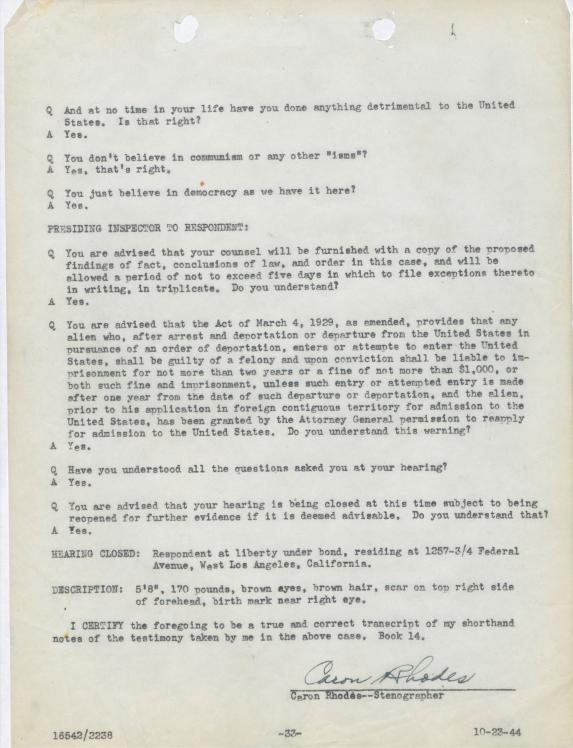 Q And at no time in your life have you done anything detrimental to the United
States. Is that right?
A Yes.
Q You don't believe in communism or any other "isms"?
A Yes, that's right.
Q You just believe in democracy as we have it here?
A Yes.
PRESIDING INSPECTOR TO RESPONDENT:
Q You are advised that your counsel will be furnished with a copy of the proposed
findings of fact, conclusions of law, and order in this case, and will be
allowed a period of not to exceed five days in which to file exceptions thereto
in writing, in triplicate. Do you understand?
A Yes.
Q You are advised that the Act of March 4, 1929, as amended, provides that any
alien who, after arrest and deportation or departure from the United States in
pursuance of an order of deportation, enters or attempts to enter the United
States, shall be guilty of a felony and upon conviction shall be liable to im-
prisonment for not more than two years or a fine of not more than $1,000, or
both such fine and imprisonment, unless such entry or attempted entry is made
after one year from the date of such departure or deportation, and the alien,
prior to his application in foreign contiguous territory for admission to the
United States, has been granted by the Attorney General permission to reapply
for admission to the United States. Do you understand this warning?
A Yes.
Q Have you understood all the questions asked you at your hearing?
A Yes.
Q You are advised that your hearing is being closed at this time subject to being
reopened for further evidence if it is deemed advisable. Do you understand that?
A Yes.
HEARING CLOSED: Respondent at liberty under bond, residing at 1257-3/4 Federal
Avenue, West Los Angeles, California.
DESCRIPTION: 5'8", 170 pounds, brown eyes, brown hair, scar on top right side
of forehead, birth mark near right eye.
I CERTIFY the foregoing to be a true and correct transcript of my shorthand
notes of the testimony taken by me in the above case. Book 14.
Caron Rhodes
Caron Rhodes--Stenographer
16542/2238 -33- 10-23-44